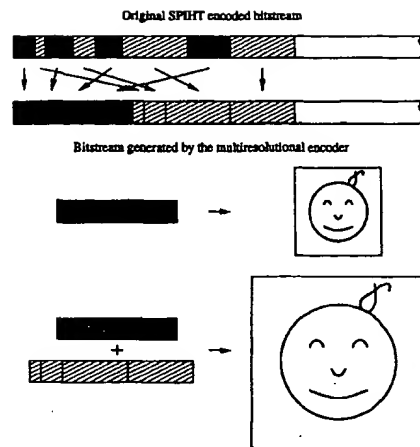 Original SPIHT encoded bitstream
Bitstream generated by the multiresolutional encoder
+